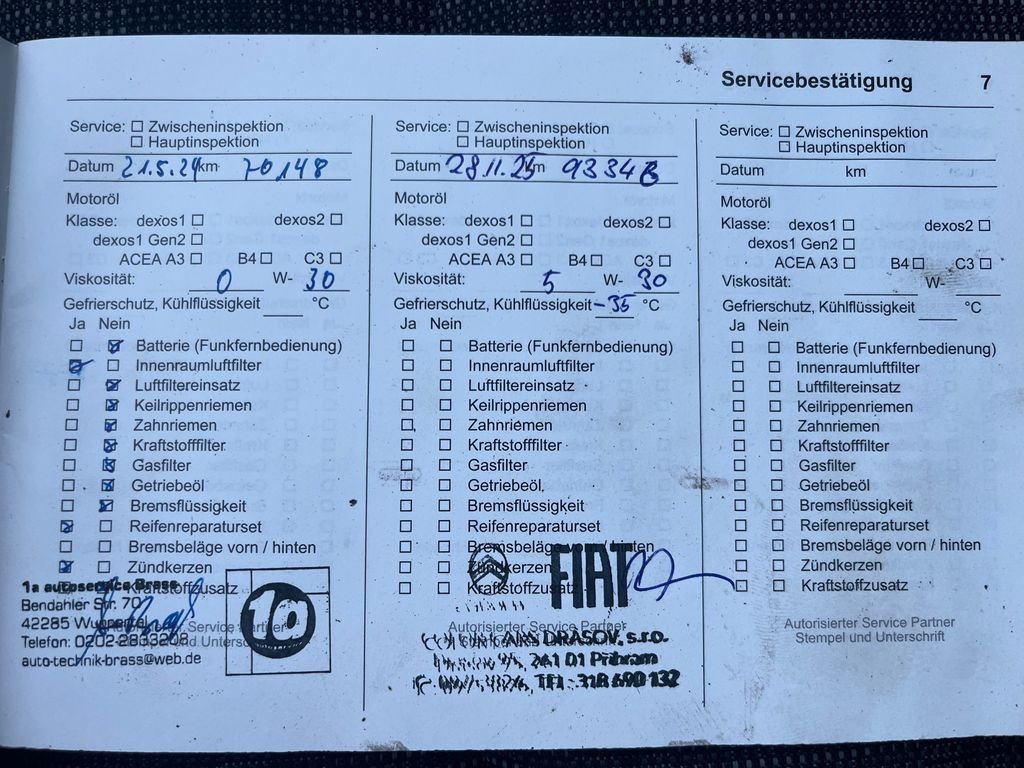 Servicebestätigung 7
Service: ☐ Zwischeninspektion
☐ Hauptinspektion
Datum 21.5.24 km 70148
Motoröl
Klasse: dexos1 ☐ dexos2 ☐
dexos1 Gen2 ☐
ACEA A3 ☐ B4 ☐ C3 ☐
Viskosität: 0 W- 30
Gefrierschutz, Kühlflüssigkeit °C
Ja Nein
☐ ☒ Batterie (Funkfernbedienung)
☒ ☐ Innenraumluftfilter
☐ ☒ Luftfiltereinsatz
☐ ☒ Keilrippenriemen
☐ ☒ Zahnriemen
☐ ☒ Kraftstofffilter
☐ ☒ Gasfilter
☐ ☒ Getriebeöl
☐ ☒ Bremsflüssigkeit
☒ ☐ Reifenreparaturset
☐ ☐ Bremsbeläge vorn / hinten
☒ ☐ Zündkerzen
Kraftstoffzusatz
1a autoservice Brass
Bendahler Str. 70
42285 Wuppertal
Telefon: 0202-2833208
auto-technik-brass@web.de
1a
Service: ☐ Zwischeninspektion
☐ Hauptinspektion
Datum 28.11.25 km 93348
Motoröl
Klasse: dexos1 ☐ dexos2 ☐
dexos1 Gen2 ☐
ACEA A3 ☐ B4 ☐ C3 ☐
Viskosität: 5 W- 30
Gefrierschutz, Kühlflüssigkeit -35 °C
Ja Nein
☐ ☐ Batterie (Funkfernbedienung)
☐ ☐ Innenraumluftfilter
☐ ☐ Luftfiltereinsatz
☐ ☐ Keilrippenriemen
☐ ☐ Zahnriemen
☐ ☐ Kraftstofffilter
☐ ☐ Gasfilter
☐ ☐ Getriebeöl
☐ ☐ Bremsflüssigkeit
☐ ☐ Reifenreparaturset
☐ ☐ Bremsbeläge vorn / hinten
☐ ☐ Zündkerzen
☐ ☐ Kraftstoffzusatz
FIAT
Autorisierter Service Partner
DRASOV, s.r.o.
261 01 Příbram
TEL: 318 690 132
Service: ☐ Zwischeninspektion
☐ Hauptinspektion
Datum km
Motoröl
Klasse: dexos1 ☐ dexos2 ☐
dexos1 Gen2 ☐
ACEA A3 ☐ B4 ☐ C3 ☐
Viskosität: W-
Gefrierschutz, Kühlflüssigkeit °C
Ja Nein
☐ ☐ Batterie (Funkfernbedienung)
☐ ☐ Innenraumluftfilter
☐ ☐ Luftfiltereinsatz
☐ ☐ Keilrippenriemen
☐ ☐ Zahnriemen
☐ ☐ Kraftstofffilter
☐ ☐ Gasfilter
☐ ☐ Getriebeöl
☐ ☐ Bremsflüssigkeit
☐ ☐ Reifenreparaturset
☐ ☐ Bremsbeläge vorn / hinten
☐ ☐ Zündkerzen
☐ ☐ Kraftstoffzusatz
Autorisierter Service Partner
Stempel und Unterschrift